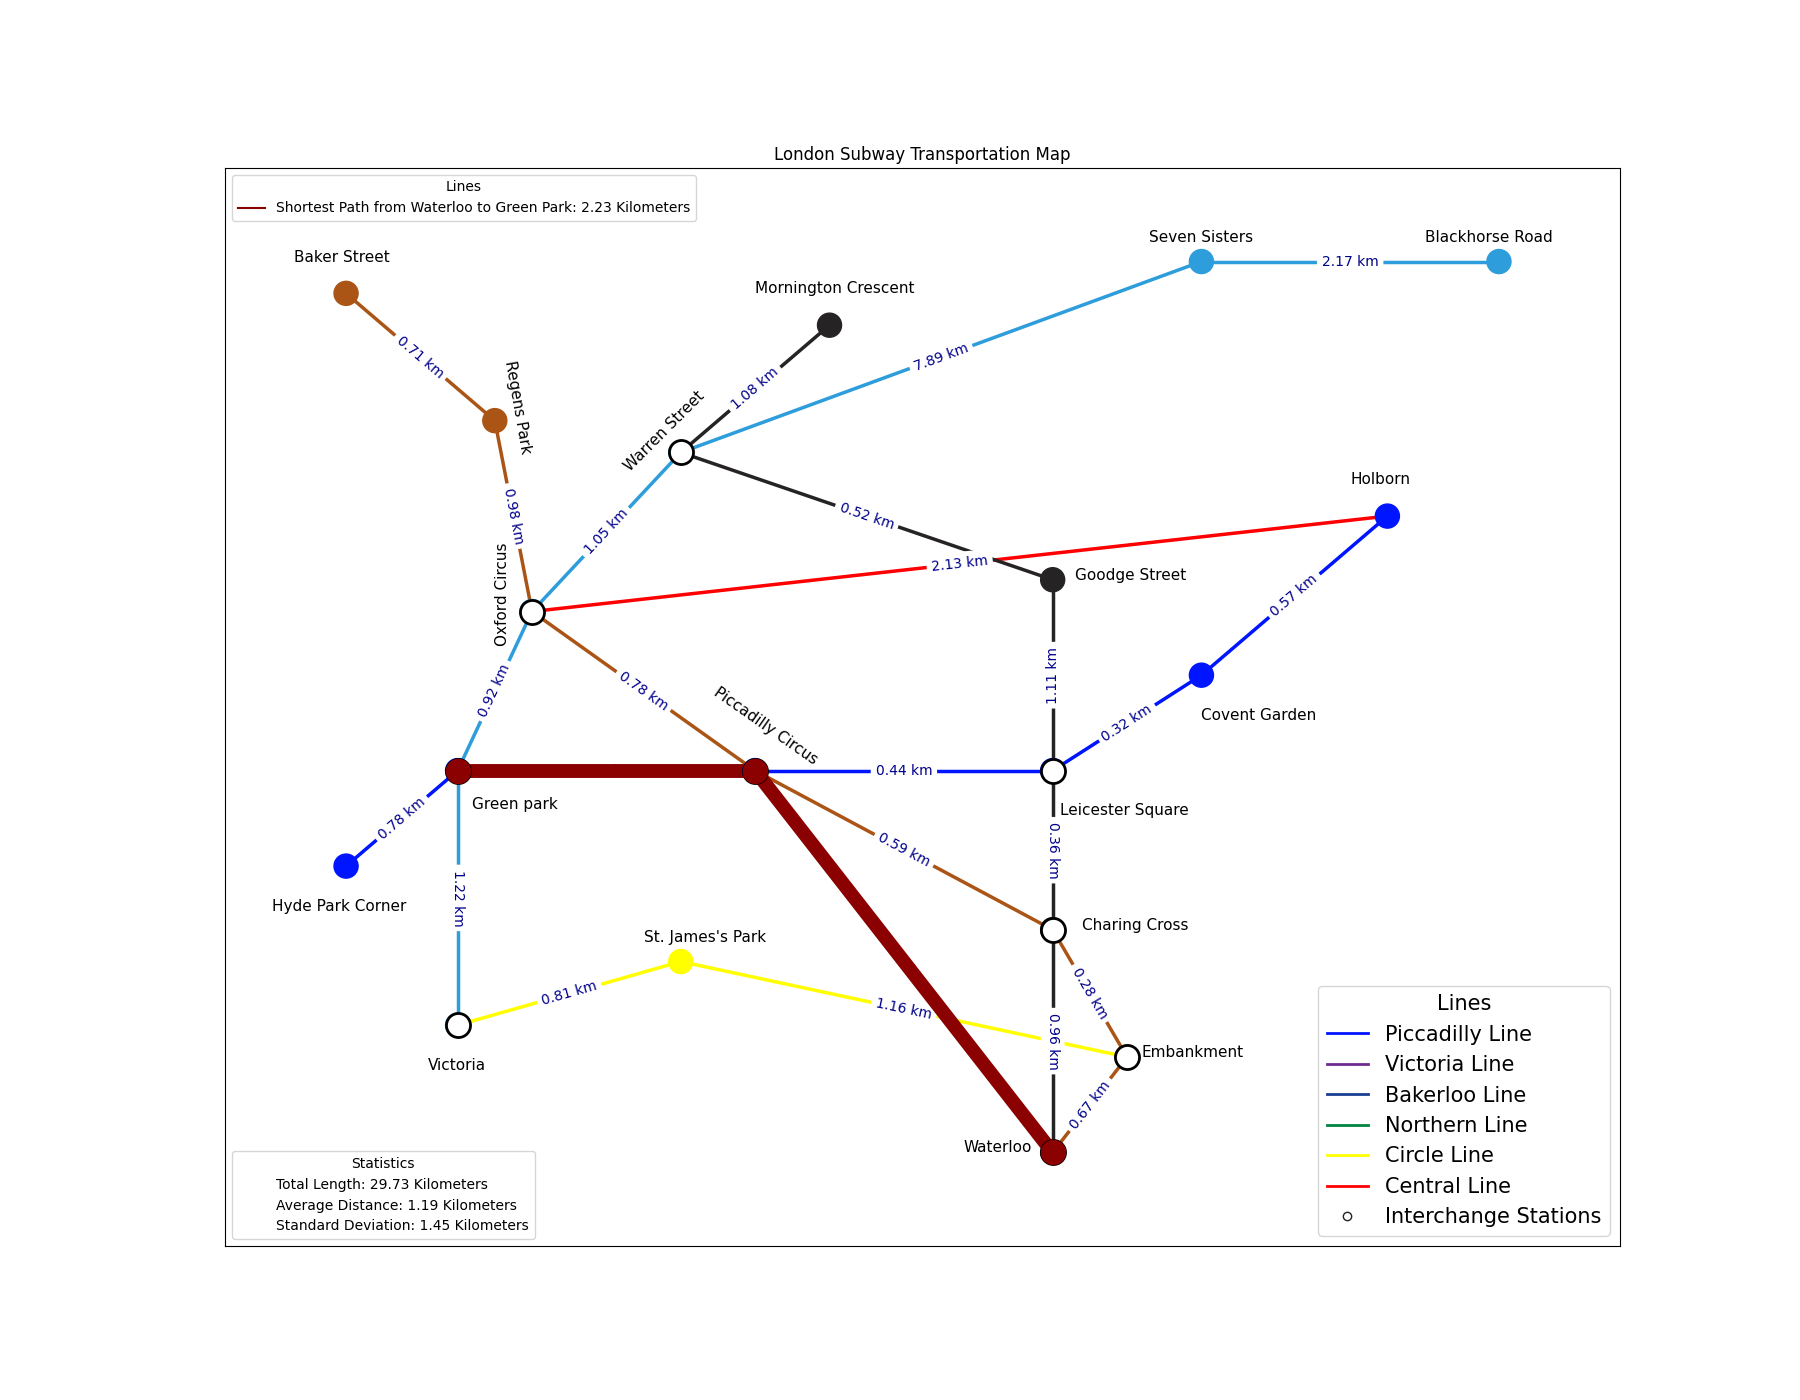 London Subway Transportation Map
Lines
Shortest Path from Waterloo to Green Park: 2.23 Kilometers
Seven Sisters
Blackhorse Road
Baker Street
2.17 km
Mornington Crescent
0.71 km
7.89 km
Regens Park
1.08 km
Warren Street
Holborn
0.98 km
0.52 km
1.05 km
2.13 km
Goodge Street
Oxford Circus
0.57 km
1.11 km
0.92 km
0.78 km
Piccadilly Circus
Covent Garden
0.32 km
0.44 km
Green park
Leicester Square
0.78 km
0.59 km
0.36 km
1.22 km
Hyde Park Corner
Charing Cross
St. James's Park
0.81 km
1.16 km
0.28 km
0.96 km
Embankment
Victoria
0.67 km
Waterloo
Statistics
Total Length: 29.73 Kilometers
Average Distance: 1.19 Kilometers
Standard Deviation: 1.45 Kilometers
Lines
Piccadilly Line
Victoria Line
Bakerloo Line
Northern Line
Circle Line
Central Line
Interchange Stations